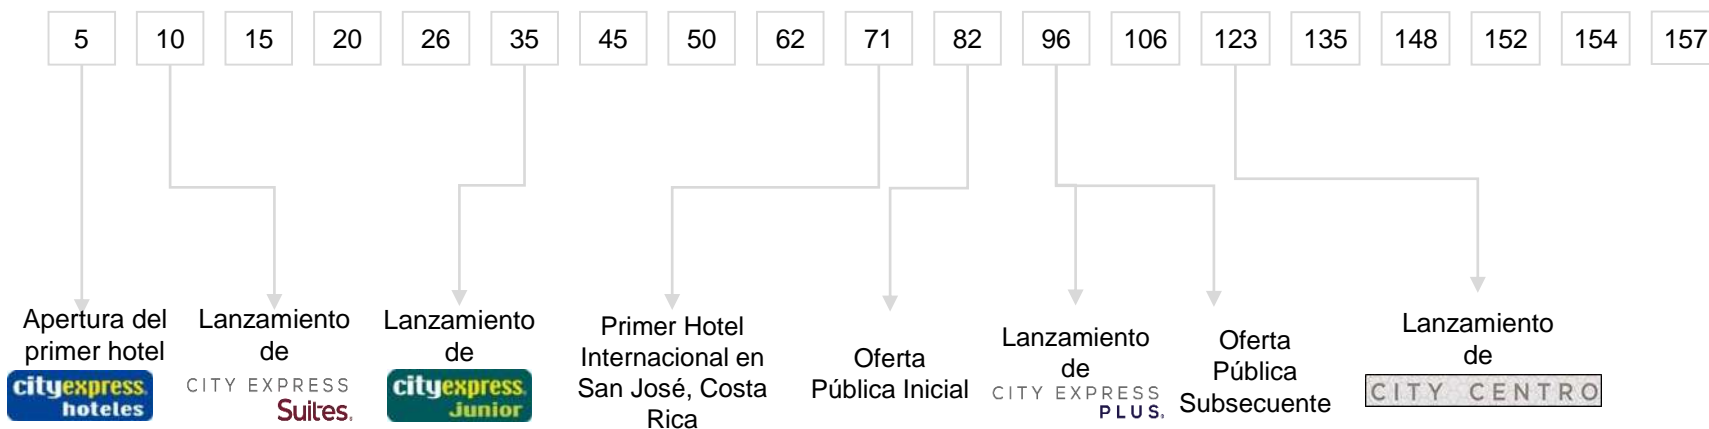 5 10 15 20 26 35 45 50 62 71 82 96 106 123 135 148 152 154 157
Apertura del
primer hotel
cityexpress.
hoteles
Lanzamiento
de
CITY EXPRESS
Suites.
Lanzamiento
de
cityexpress.
Junior
Primer Hotel
Internacional en
San José, Costa
Rica
Oferta
Pública Inicial
Lanzamiento
de
CITY EXPRESS
PLUS.
Oferta
Pública
Subsecuente
Lanzamiento
de
CITY CENTRO